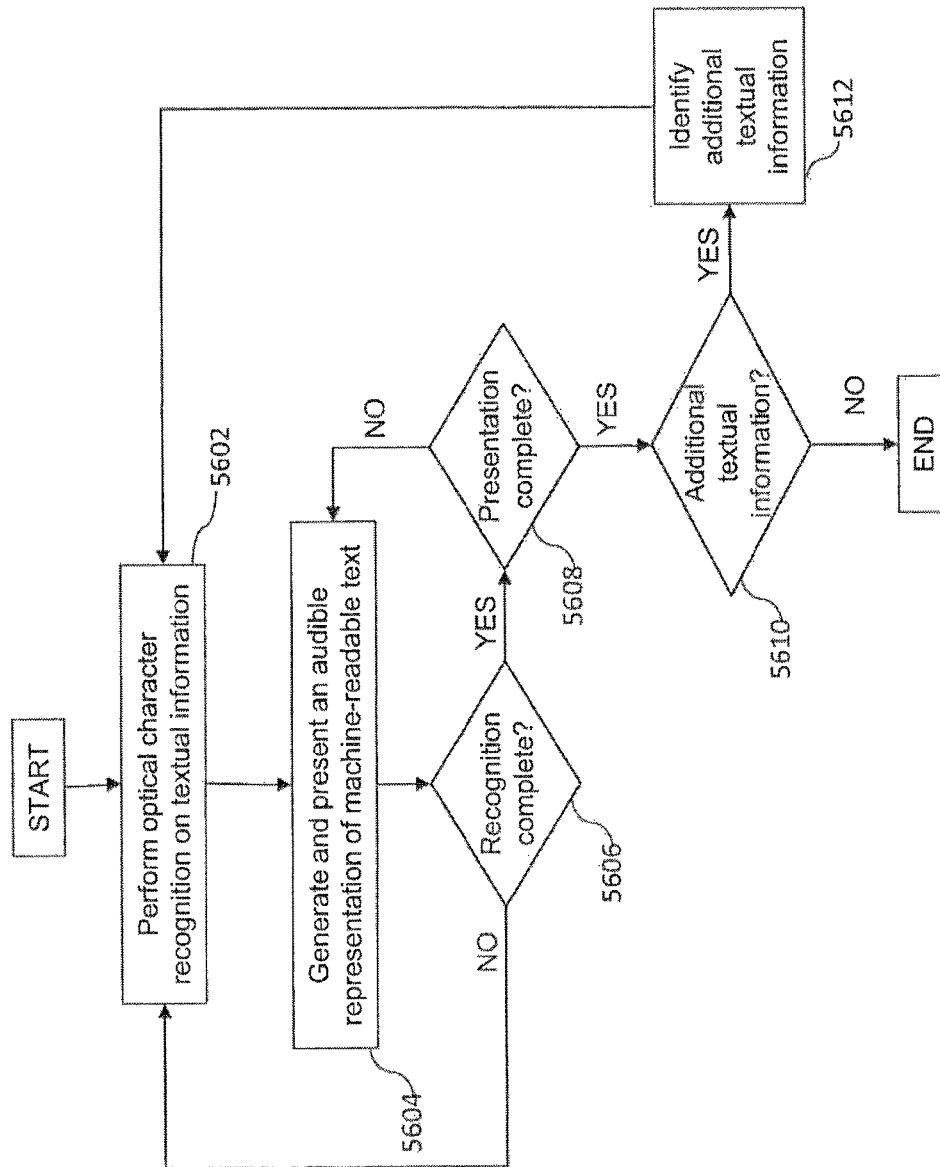 START
Perform optical character
recognition on textual information
5602
Generate and present an audible
representation of machine-readable text
5604
Recognition
complete?
5606
NO
YES
Presentation
complete?
5608
NO
YES
Additional
textual
information?
5610
YES
NO
Identify
additional
textual
information
5612
END